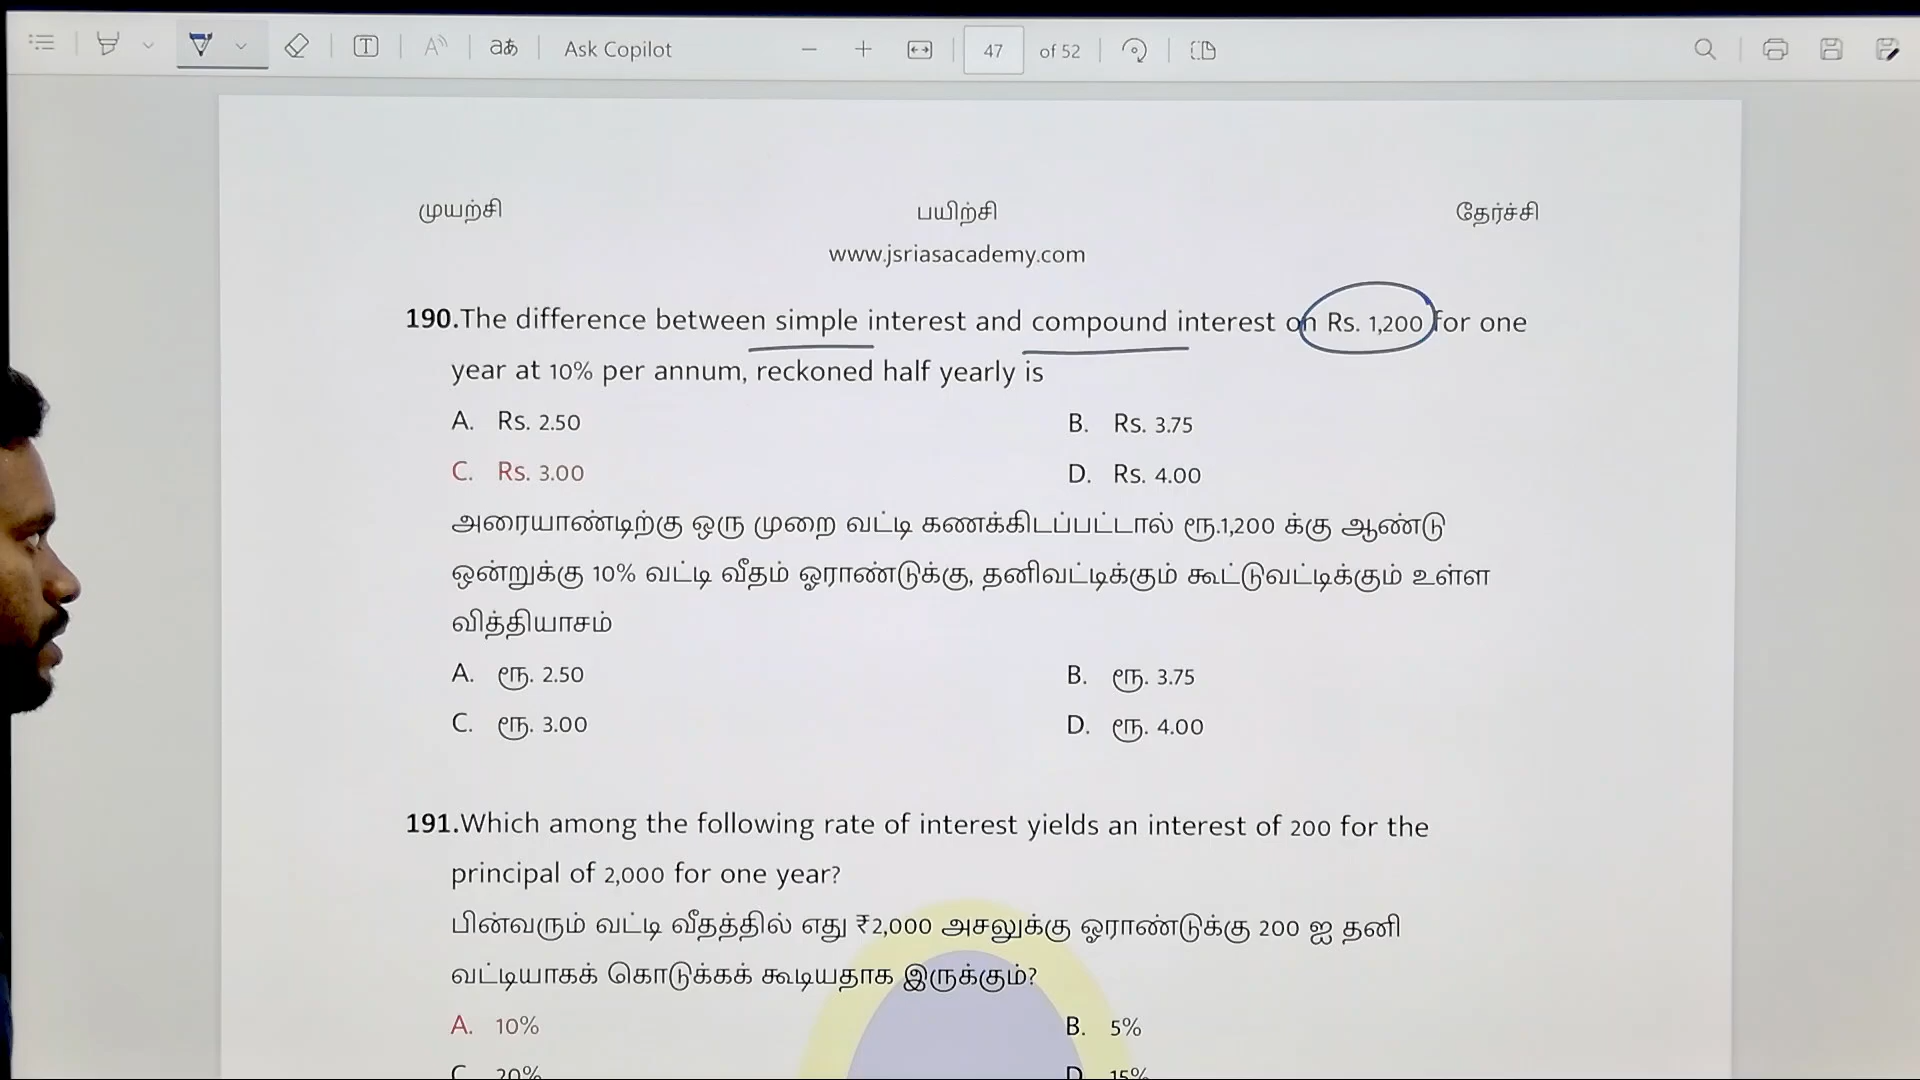 Ask Copilot 47 of 52
முயற்சி பயிற்சி தேர்ச்சி
www.jsriasacademy.com
190.The difference between simple interest and compound interest on Rs. 1,200 for one
year at 10% per annum, reckoned half yearly is
A. Rs. 2.50 B. Rs. 3.75
C. Rs. 3.00 D. Rs. 4.00
அரையாண்டிற்கு ஒரு முறை வட்டி கணக்கிடப்பட்டால் ரூ.1,200 க்கு ஆண்டு
ஒன்றுக்கு 10% வட்டி வீதம் ஓராண்டுக்கு, தனிவட்டிக்கும் கூட்டுவட்டிக்கும் உள்ள
வித்தியாசம்
A. ரூ. 2.50 B. ரூ. 3.75
C. ரூ. 3.00 D. ரூ. 4.00
191.Which among the following rate of interest yields an interest of 200 for the
principal of 2,000 for one year?
பின்வரும் வட்டி வீதத்தில் எது ₹2,000 அசலுக்கு ஓராண்டுக்கு 200 ஐ தனி
வட்டியாகக் கொடுக்கக் கூடியதாக இருக்கும்?
A. 10% B. 5%
C. 20% D. 15%